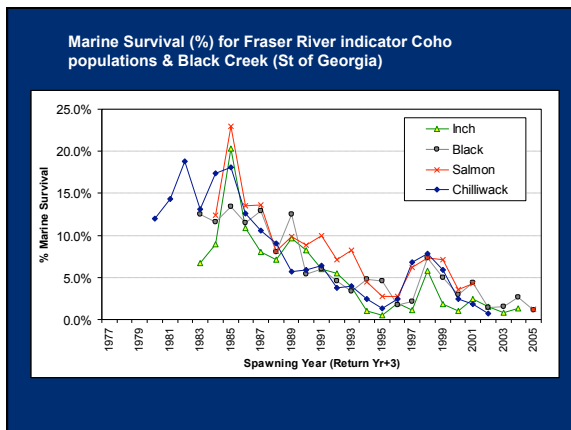 Marine Survival (%) for Fraser River indicator Coho
populations & Black Creek (St of Georgia)
25.0%
20.0%
15.0%
10.0%
5.0%
0.0%
% Marine Survival
Inch
Black
Salmon
Chilliwack
1977
1979
1981
1983
1985
1987
1989
1991
1993
1995
1997
1999
2001
2003
2005
Spawning Year (Return Yr+3)